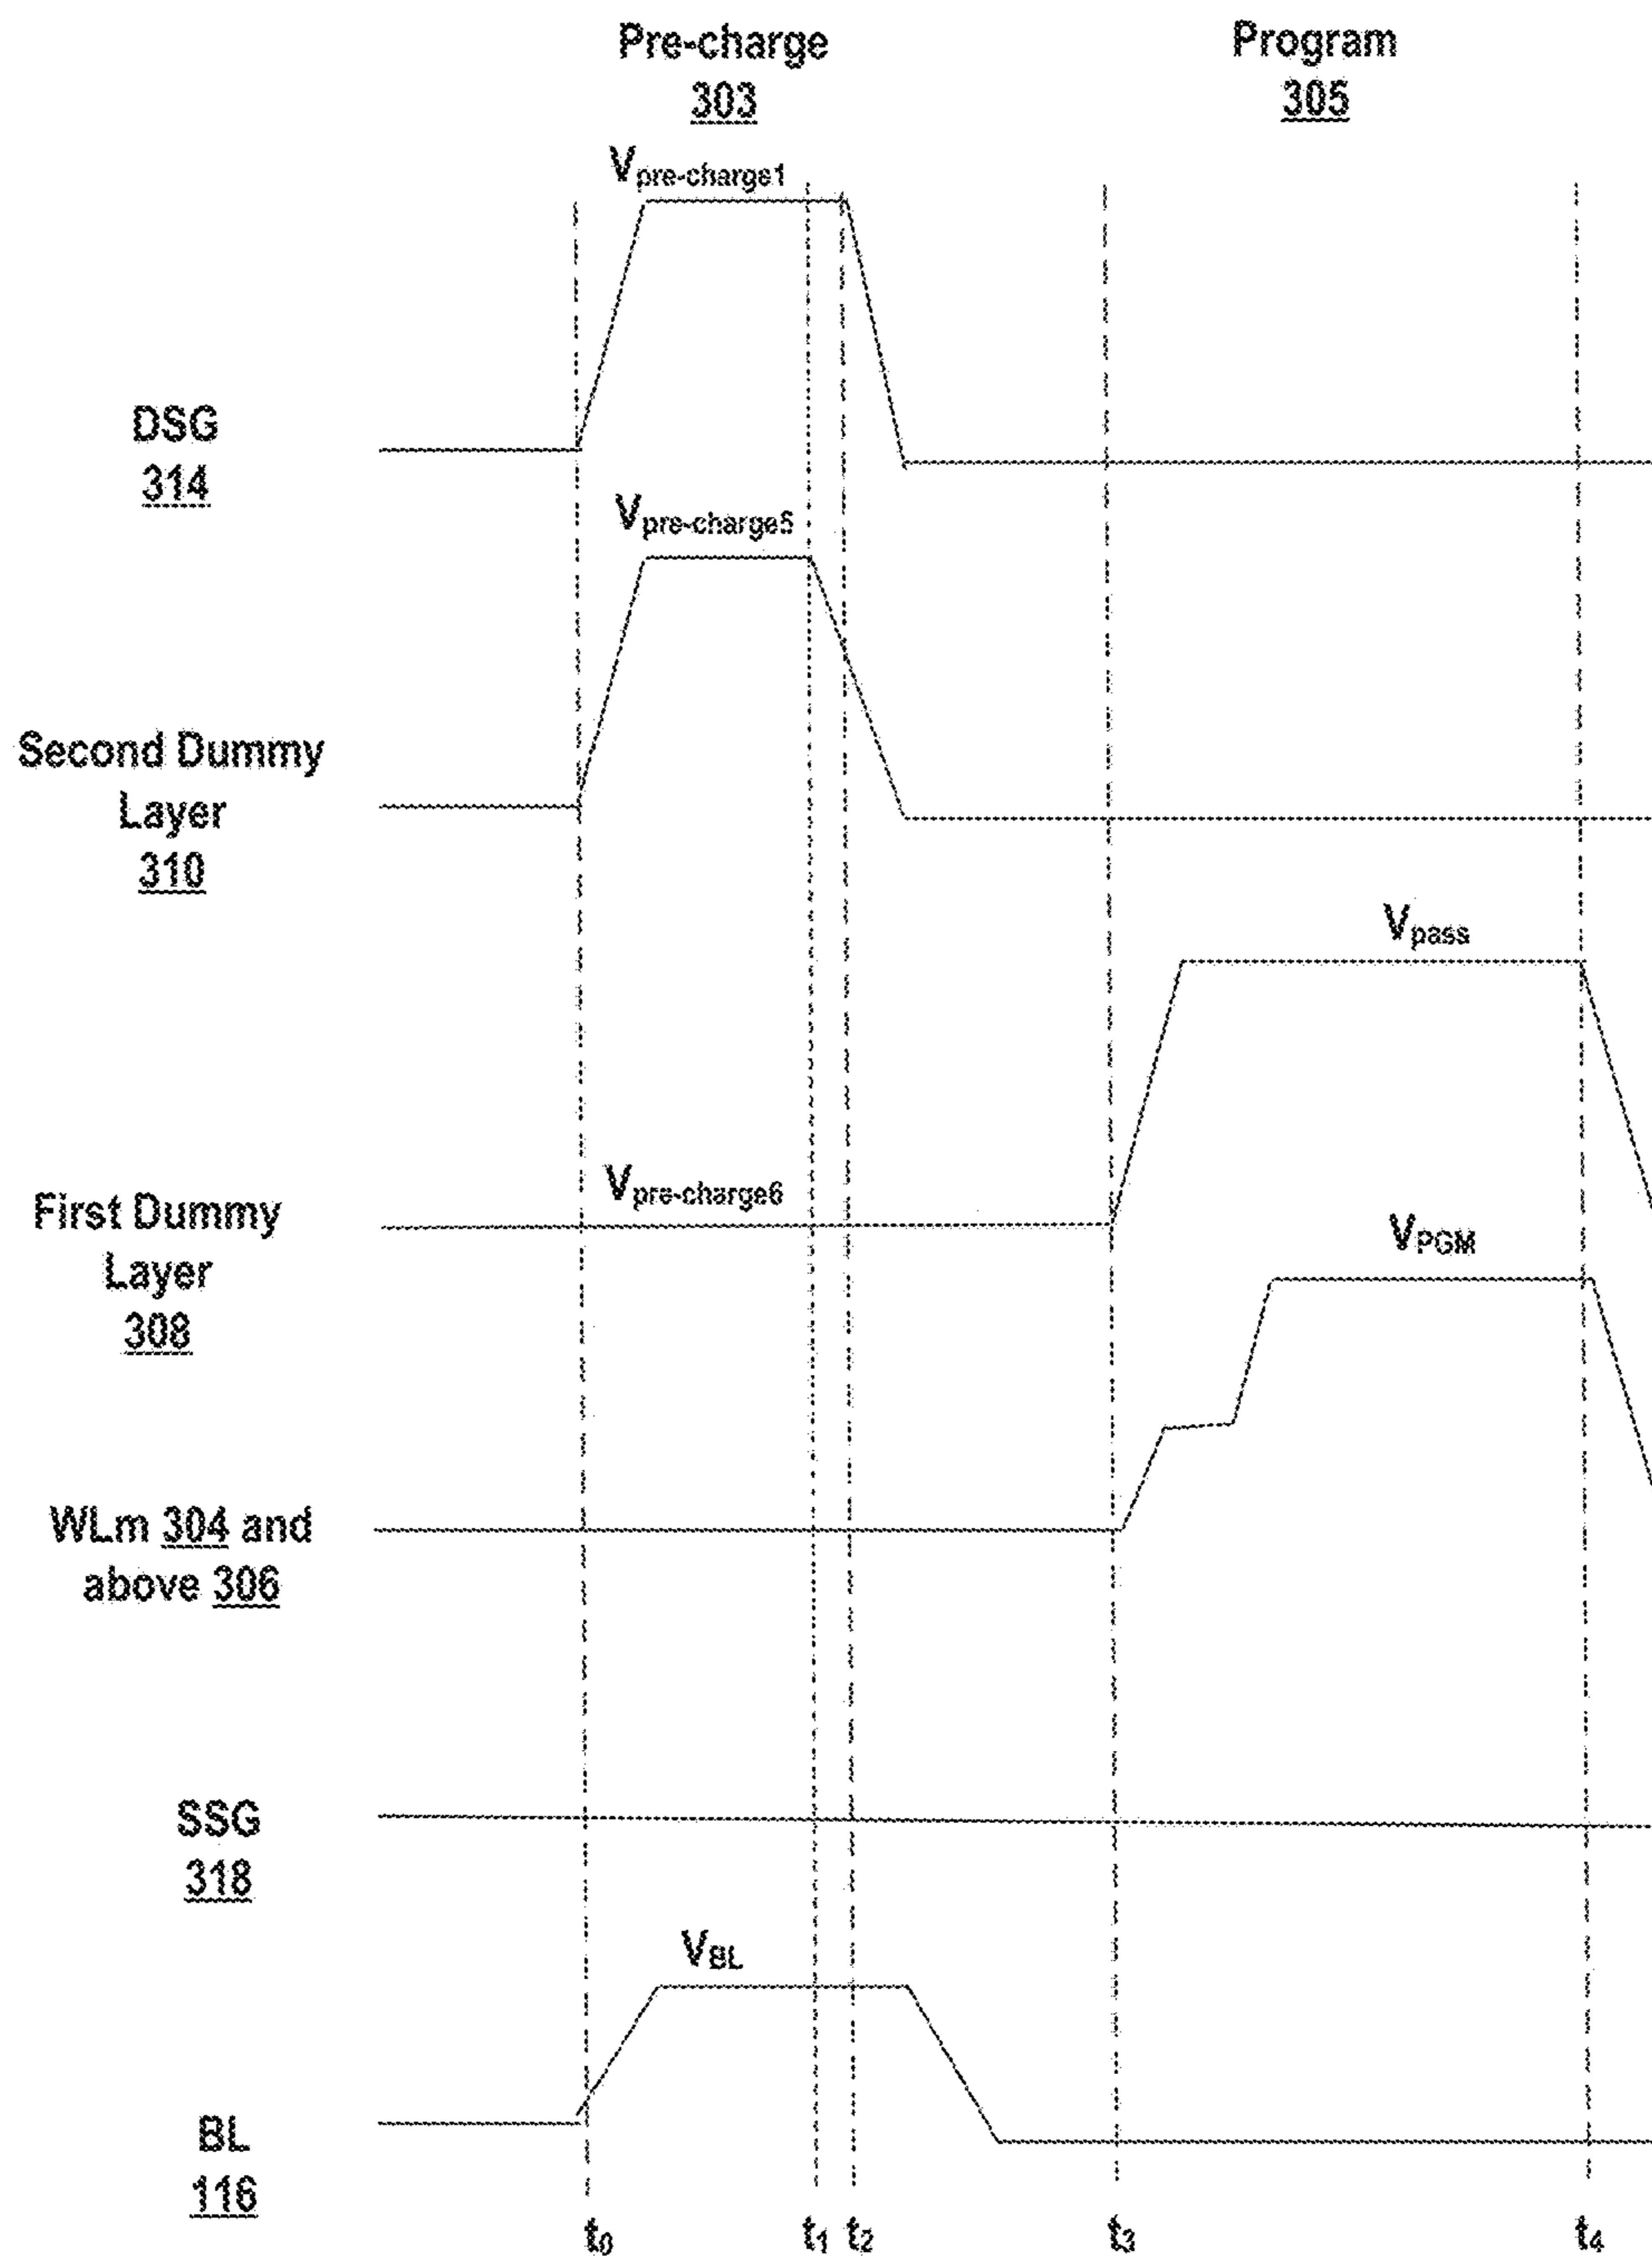 Pre-charge
303
Program
305
Vpre-charge1
DSG
314
Vpre-charge5
Second Dummy
Layer
310
Vpass
Vpre-charge6
First Dummy
Layer
308
VPGM
WLm 304 and
above 306
SSG
318
VBL
BL
116
t0 t1 t2 t3 t4